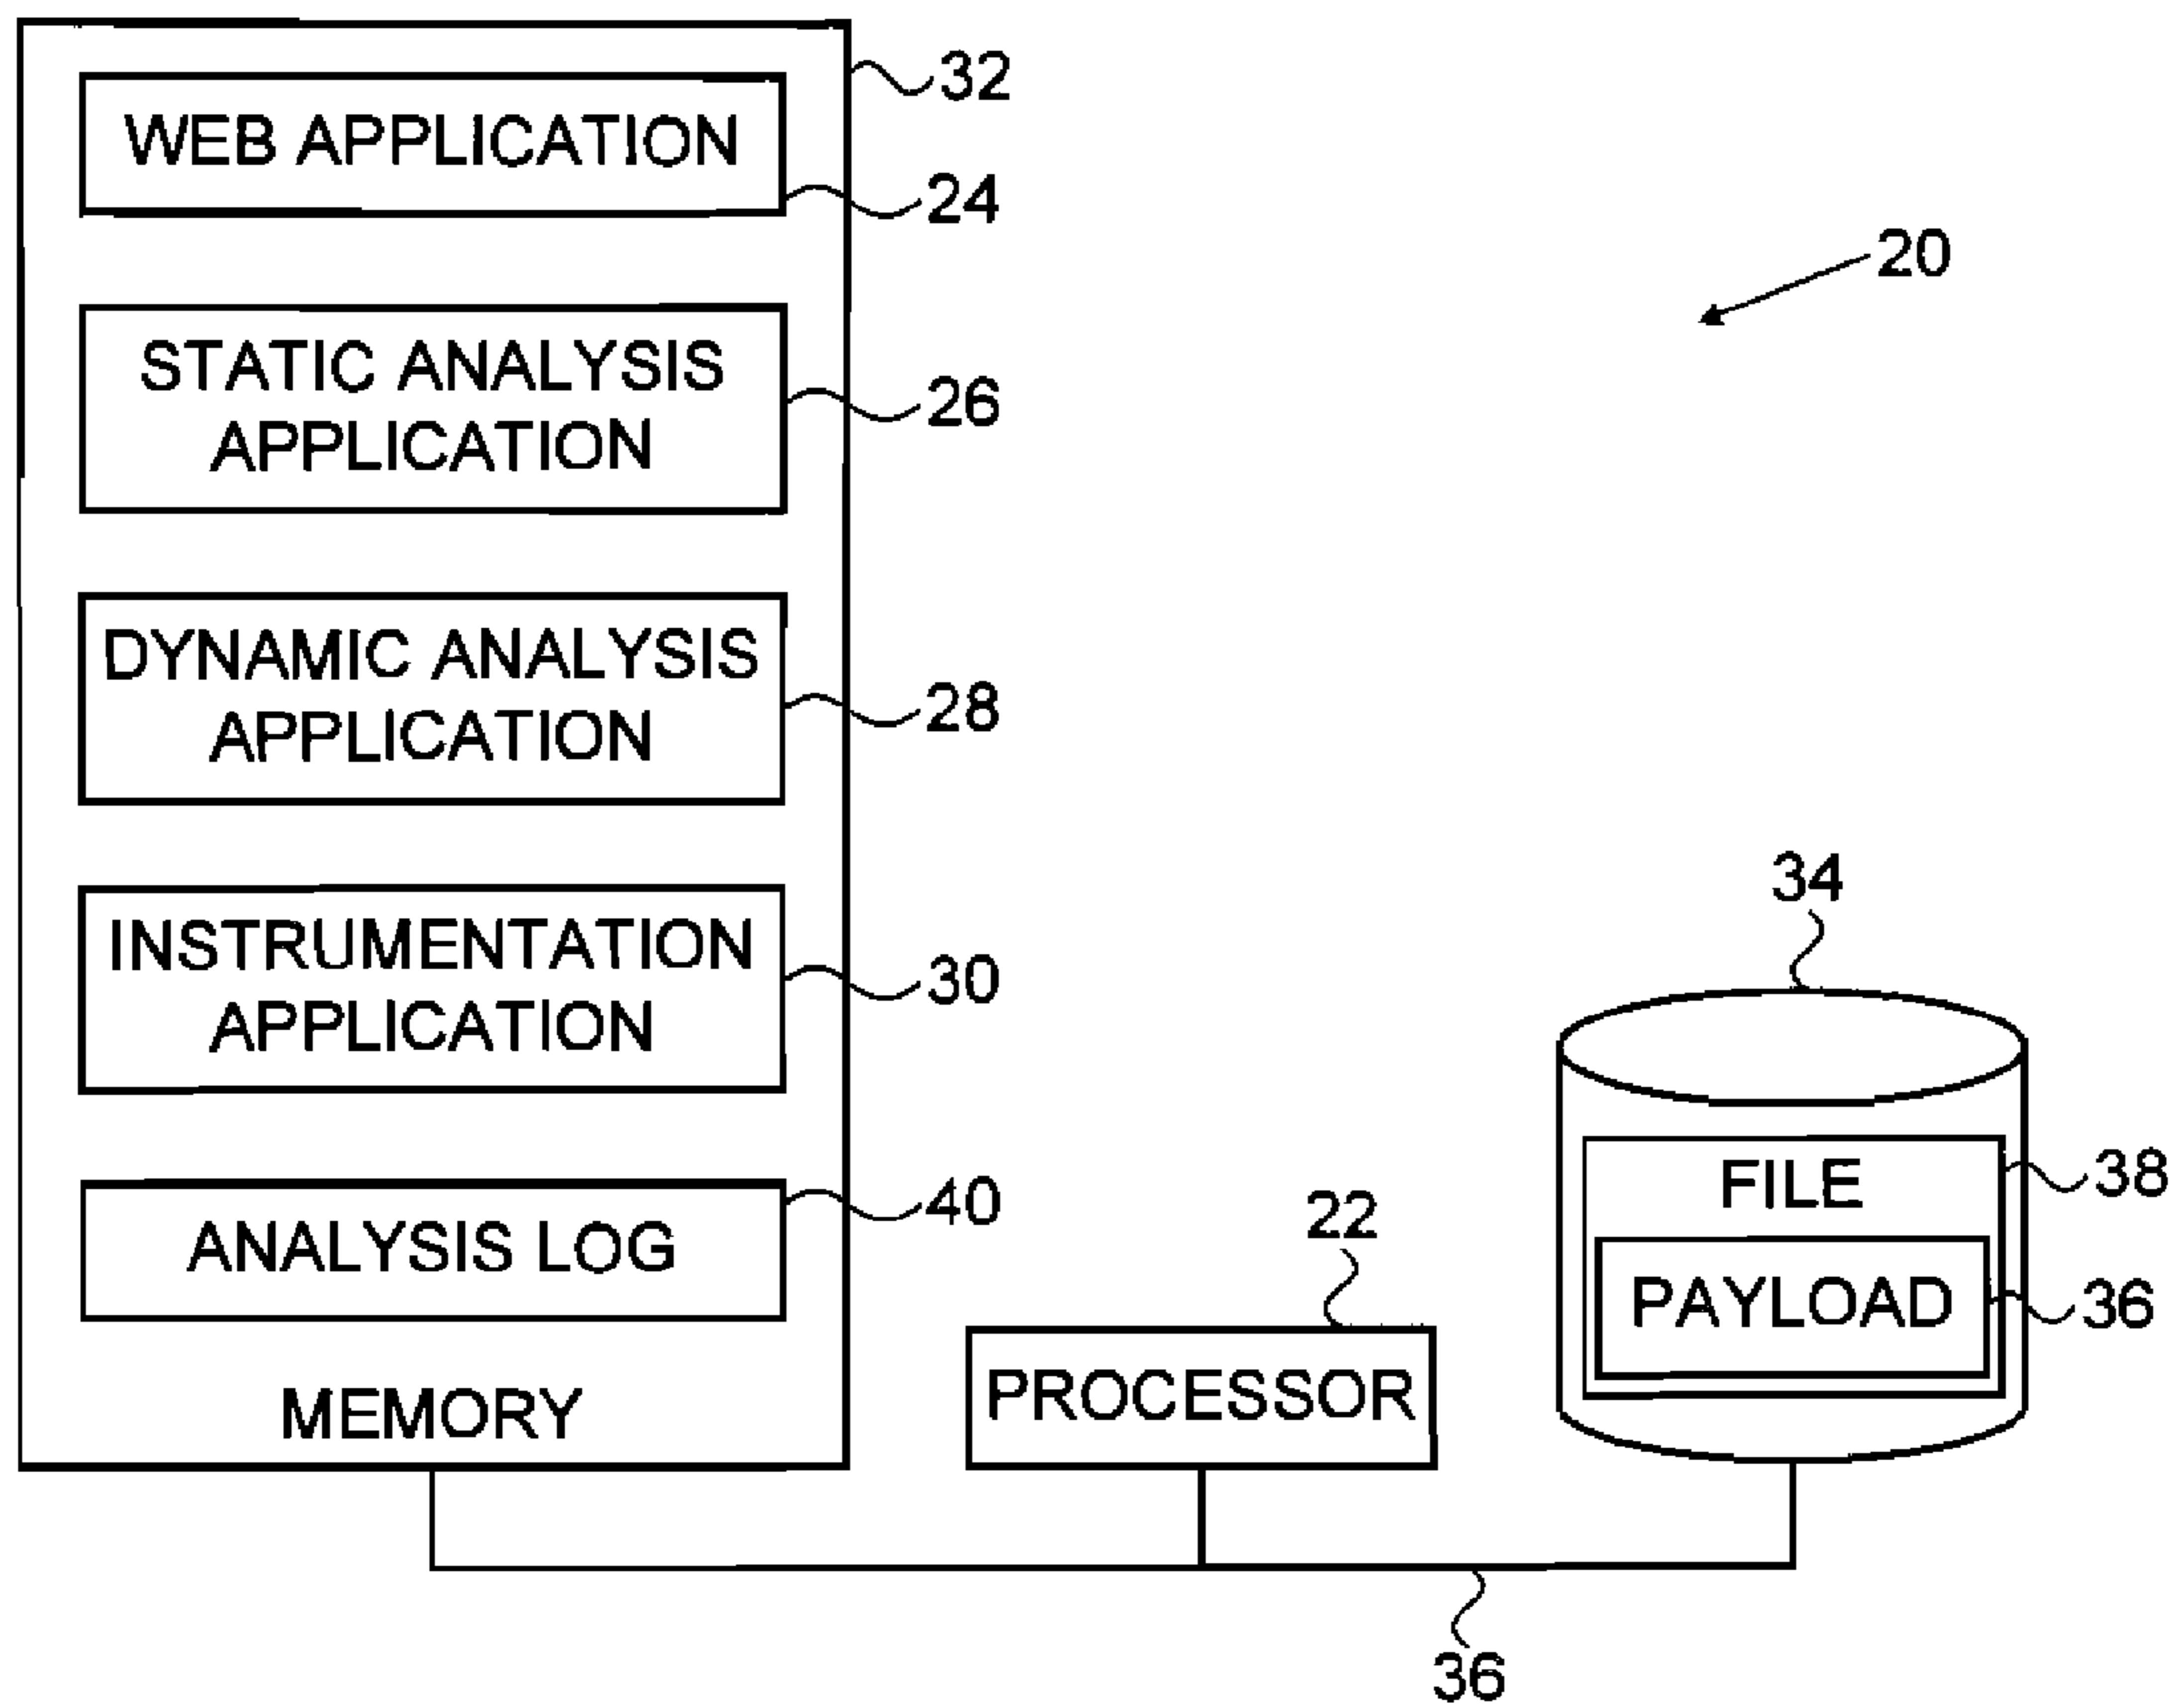 32
WEB APPLICATION
24
20
STATIC ANALYSIS
APPLICATION
26
DYNAMIC ANALYSIS
APPLICATION
28
INSTRUMENTATION
APPLICATION
30
34
ANALYSIS LOG
40
MEMORY
22
PROCESSOR
FILE
38
PAYLOAD
36
36